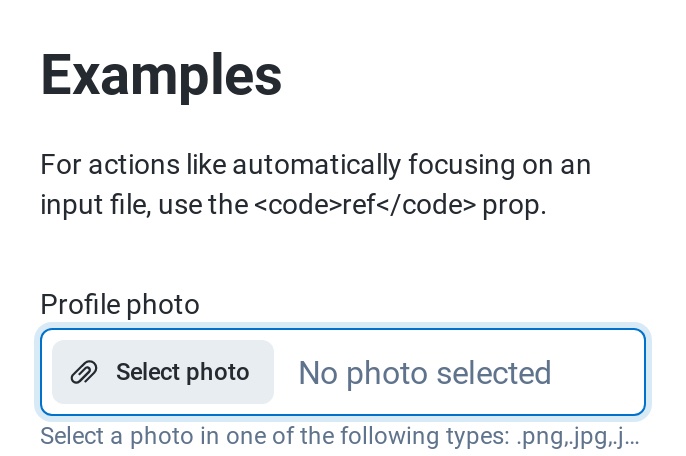 Examples
For actions like automatically focusing on an
input file, use the <code>ref</code> prop.
Profile photo
Select photo No photo selected
Select a photo in one of the following types: .png,.jpg,.j...